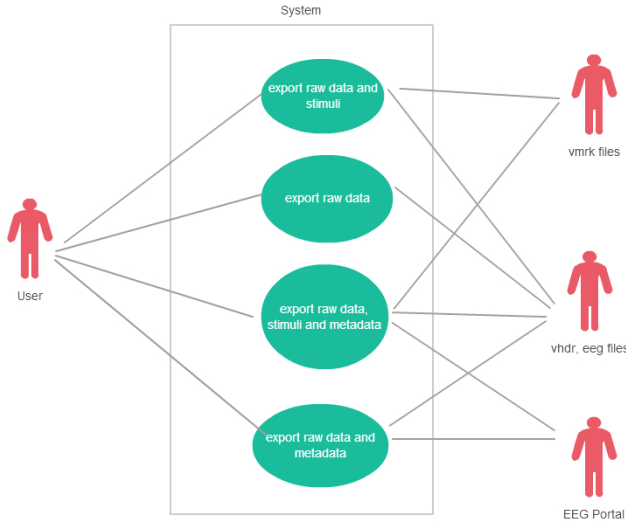 System
export raw data and
stimuli
vmrk files
export raw data
User
export raw data,
stimuli and metadata
vhdr, eeg files
export raw data and
metadata
EEG Portal